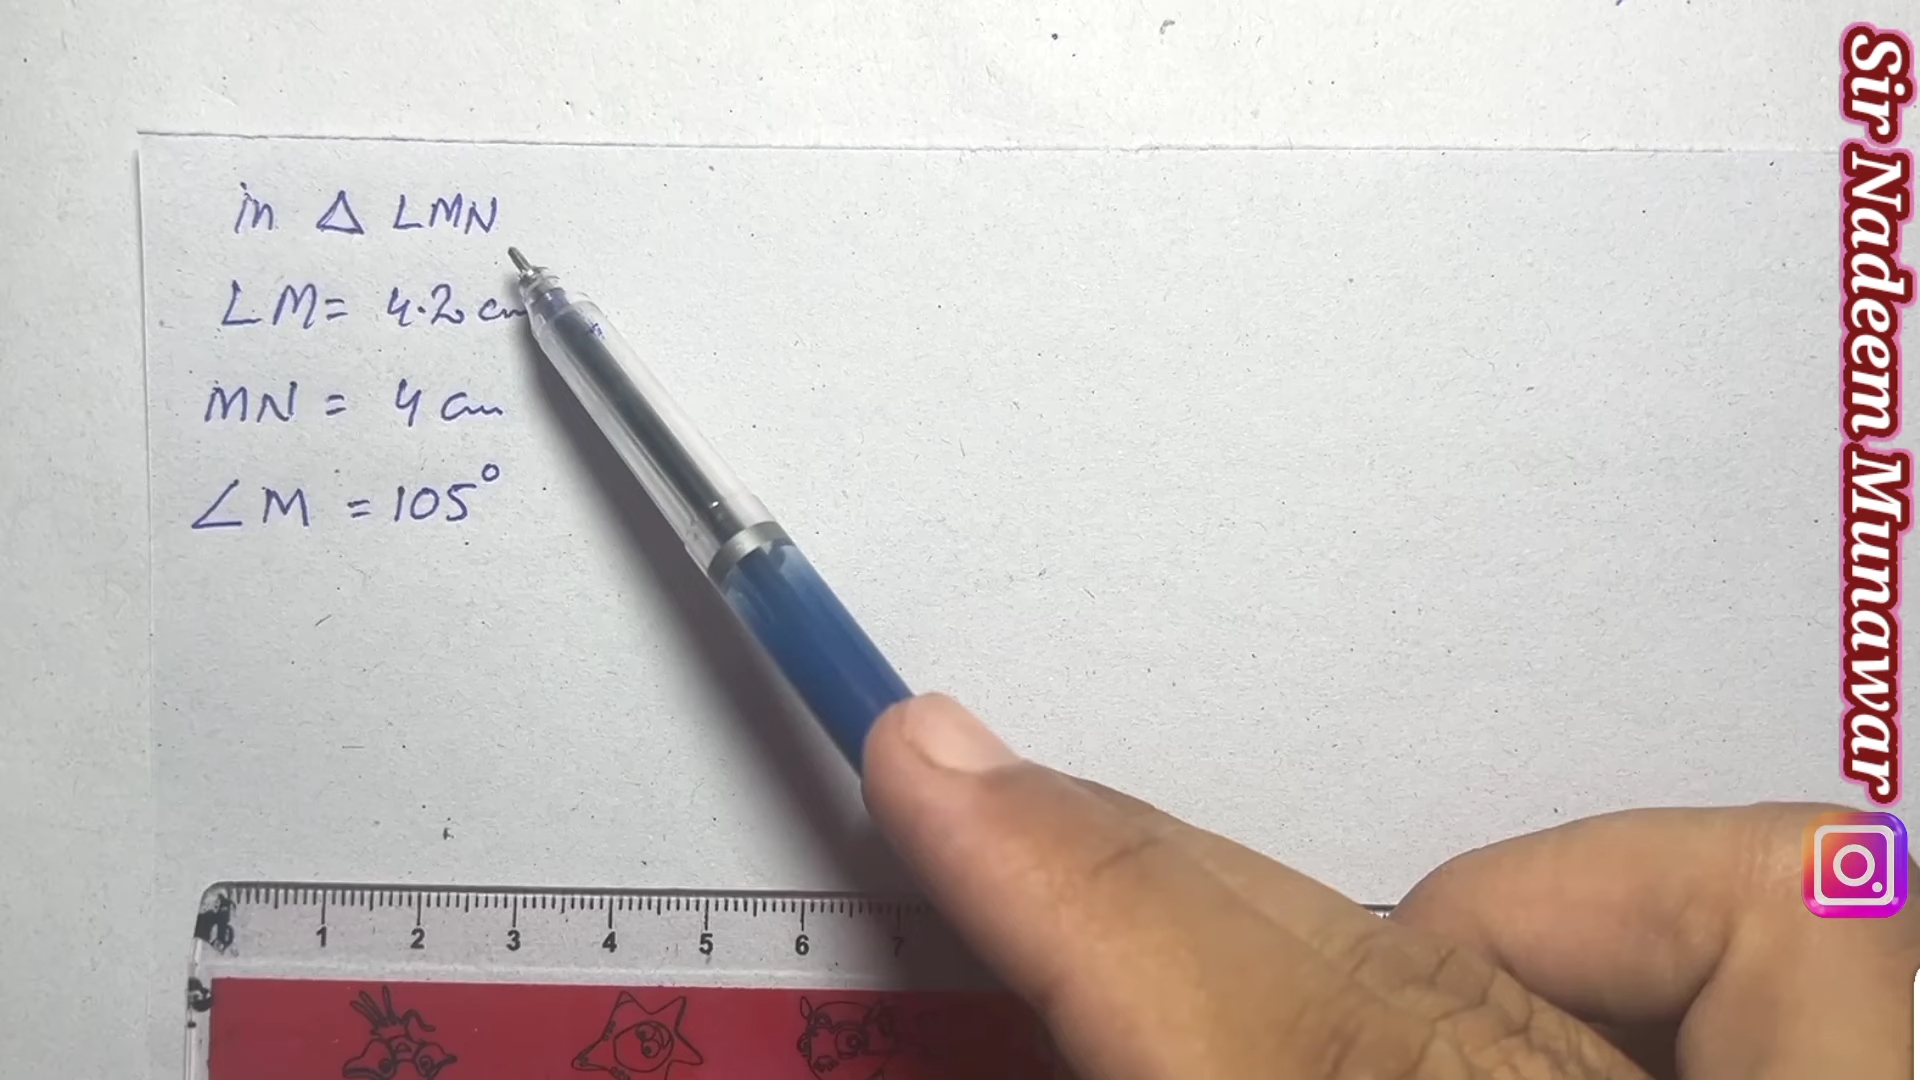 in △ LMN
LM = 4.2 cm
MN = 4 cm
∠M = 105°
0 1 2 3 4 5 6 7
Sir Nadeem Munawar